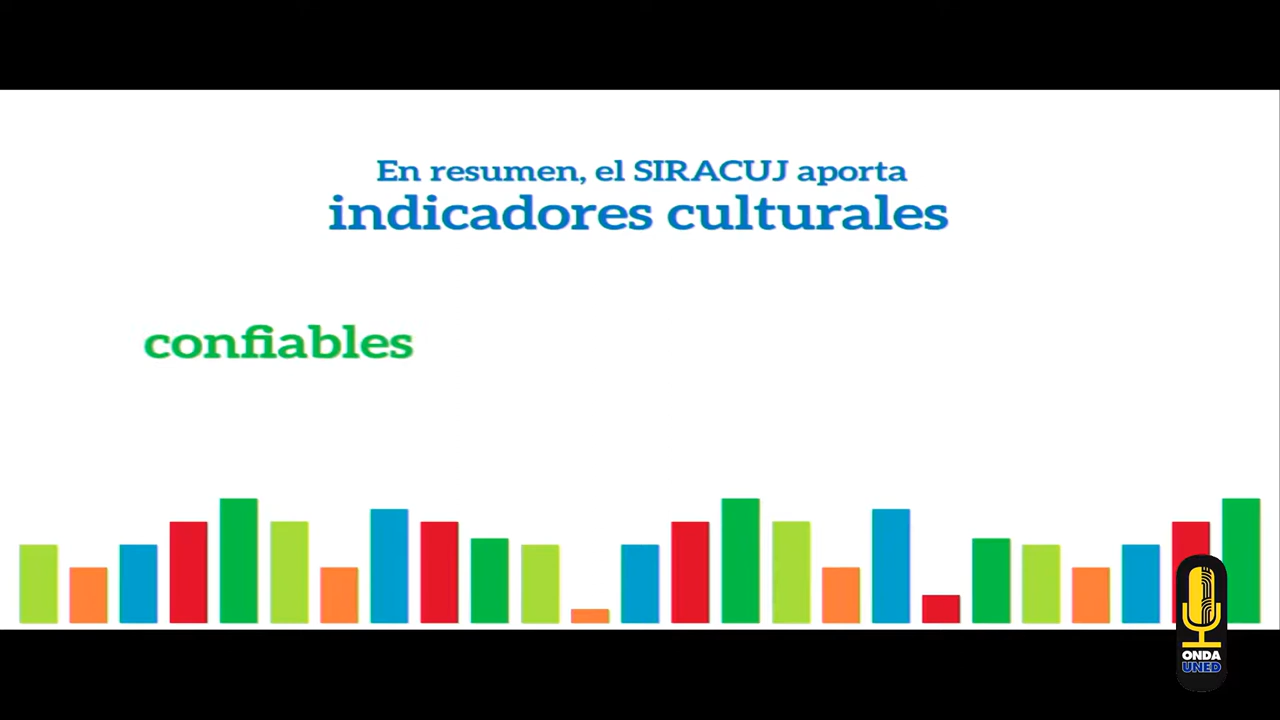 En resumen, el SIRACUJ aporta
indicadores culturales
confiables
ONDA
UNED